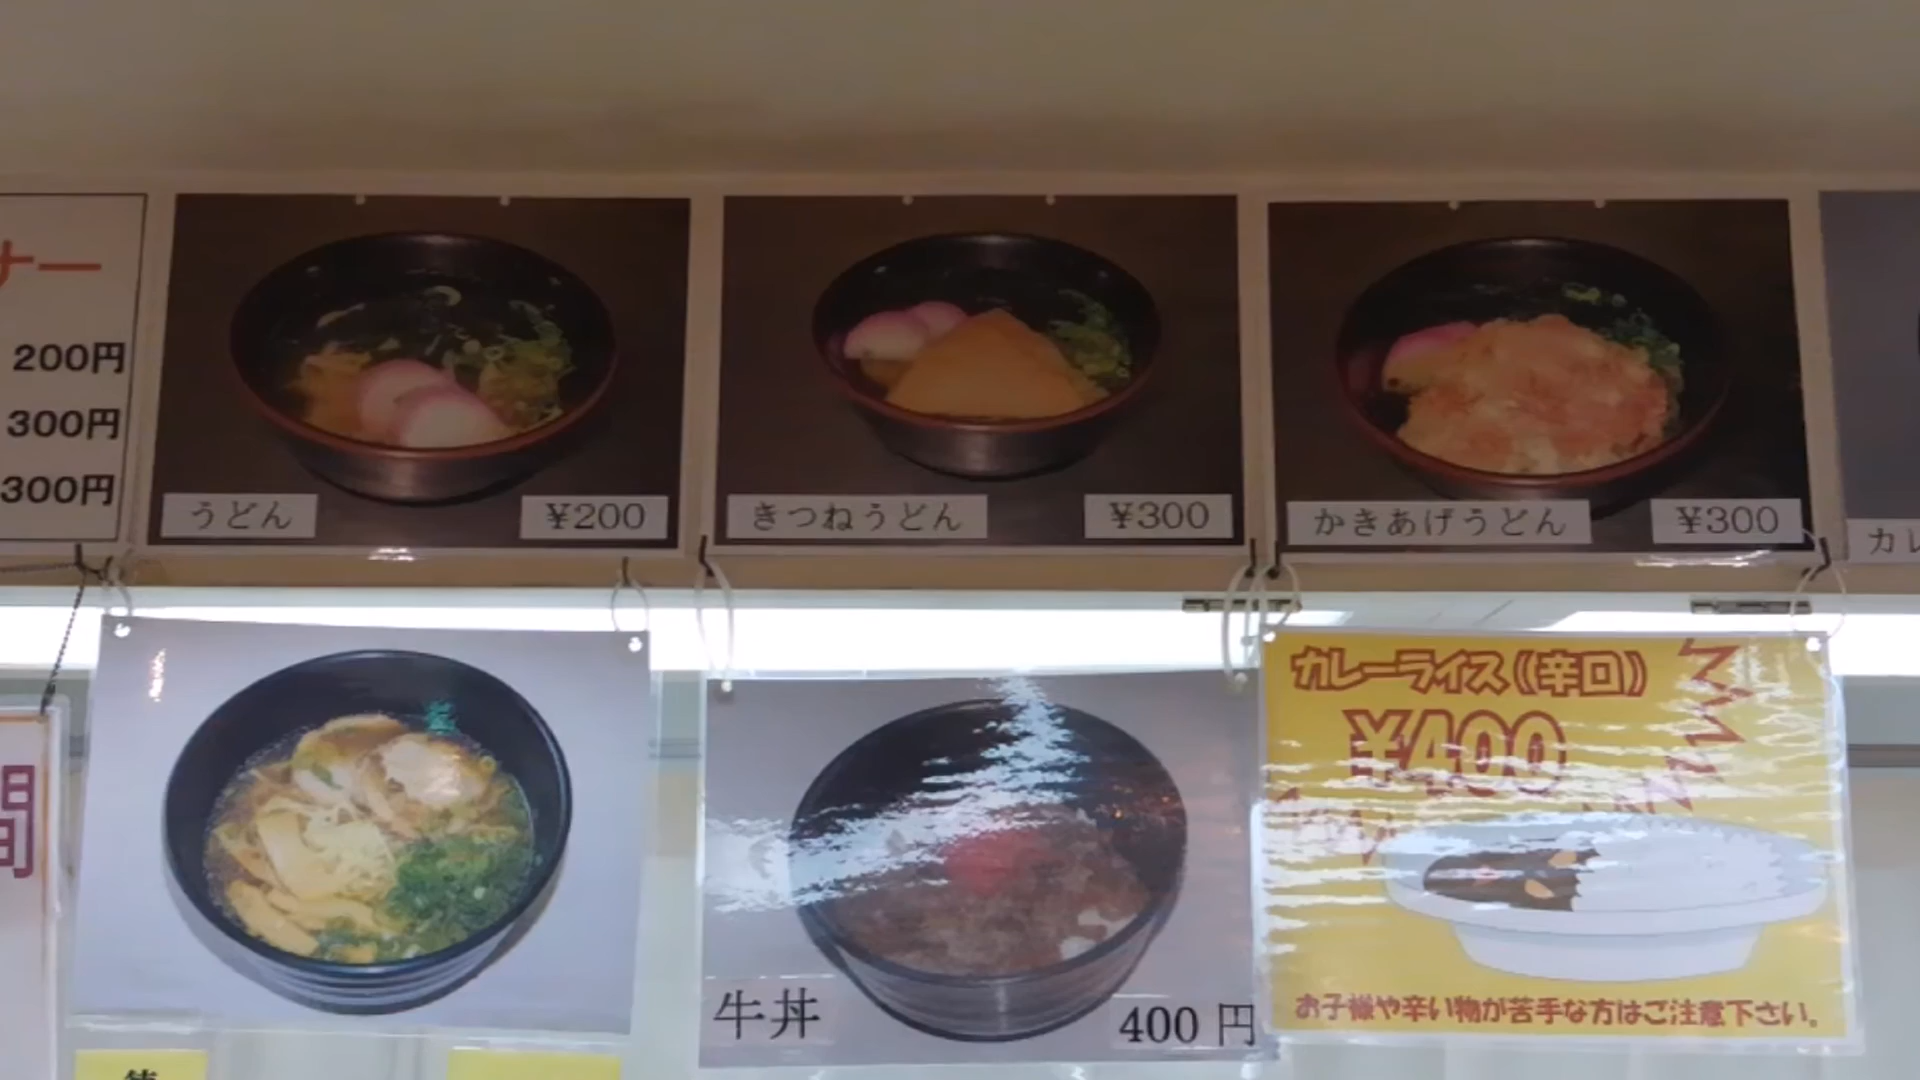 ナー
200円
300円
300円
うどん ¥200
きつねうどん ¥300
かきあげうどん ¥300
カレ
間
牛丼 400円
カレーライス(辛口)
¥400
お子様や辛い物が苦手な方はご注意下さい。